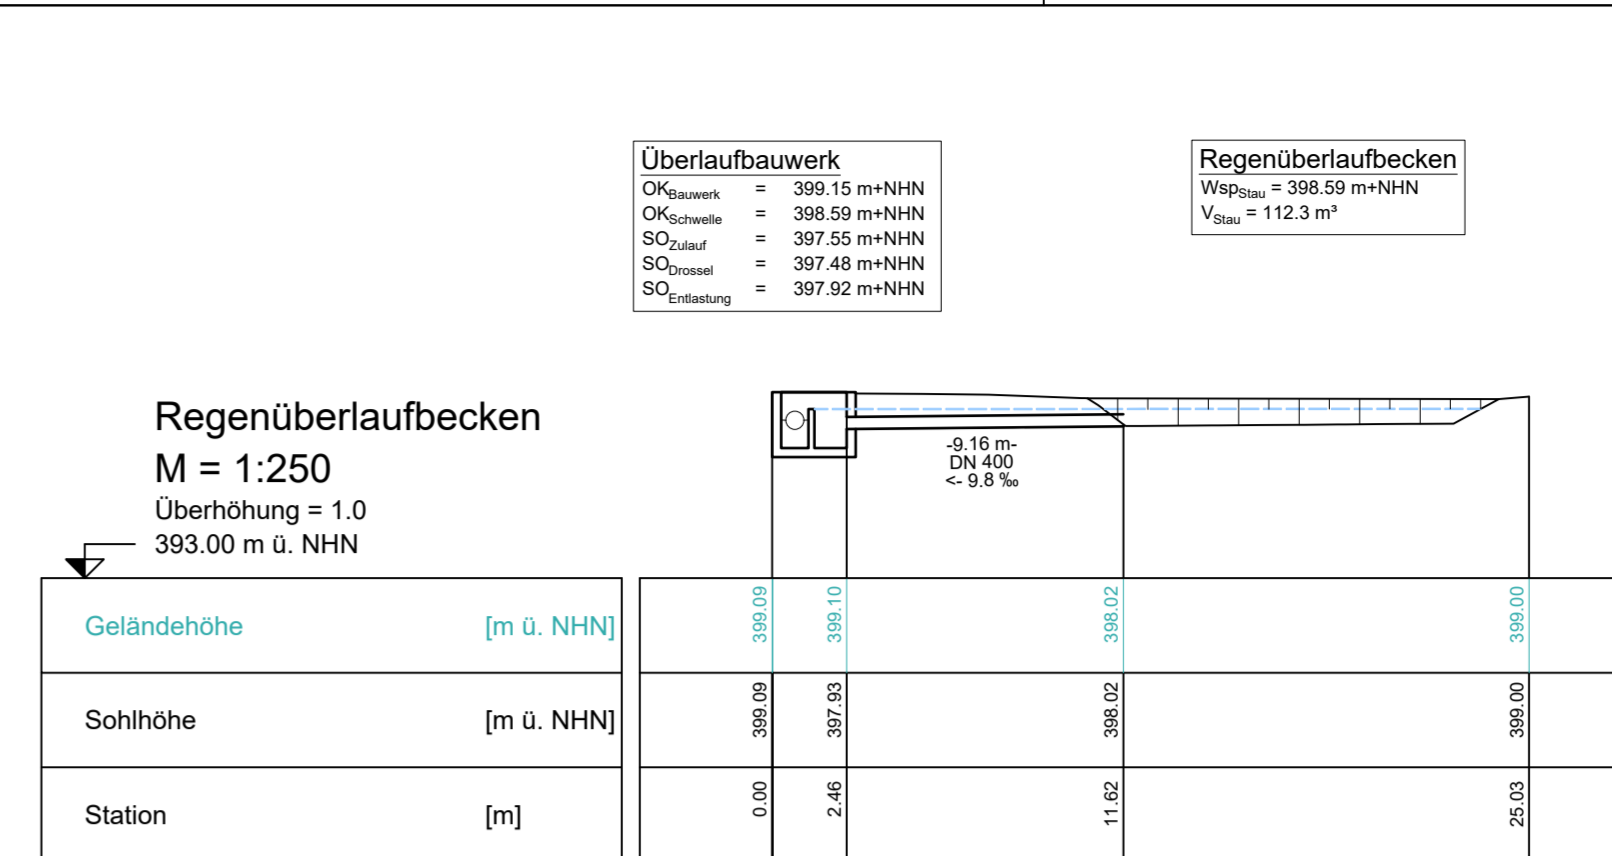 Überlaufbauwerk
OKBauwerk = 399.15 m+NHN
OKSchwelle = 398.59 m+NHN
SOZulauf = 397.55 m+NHN
SODrossel = 397.48 m+NHN
SOEntlastung = 397.92 m+NHN
Regenüberlaufbecken
WspStau = 398.59 m+NHN
VStau = 112.3 m³
Regenüberlaufbecken
M = 1:250
Überhöhung = 1.0
393.00 m ü. NHN
-9.16 m-
DN 400
<- 9.8 ‰
Geländehöhe [m ü. NHN] 399.09 399.10 398.02 399.00
Sohlhöhe [m ü. NHN] 399.09 397.93 398.02 399.00
Station [m] 0.00 2.46 11.62 25.03